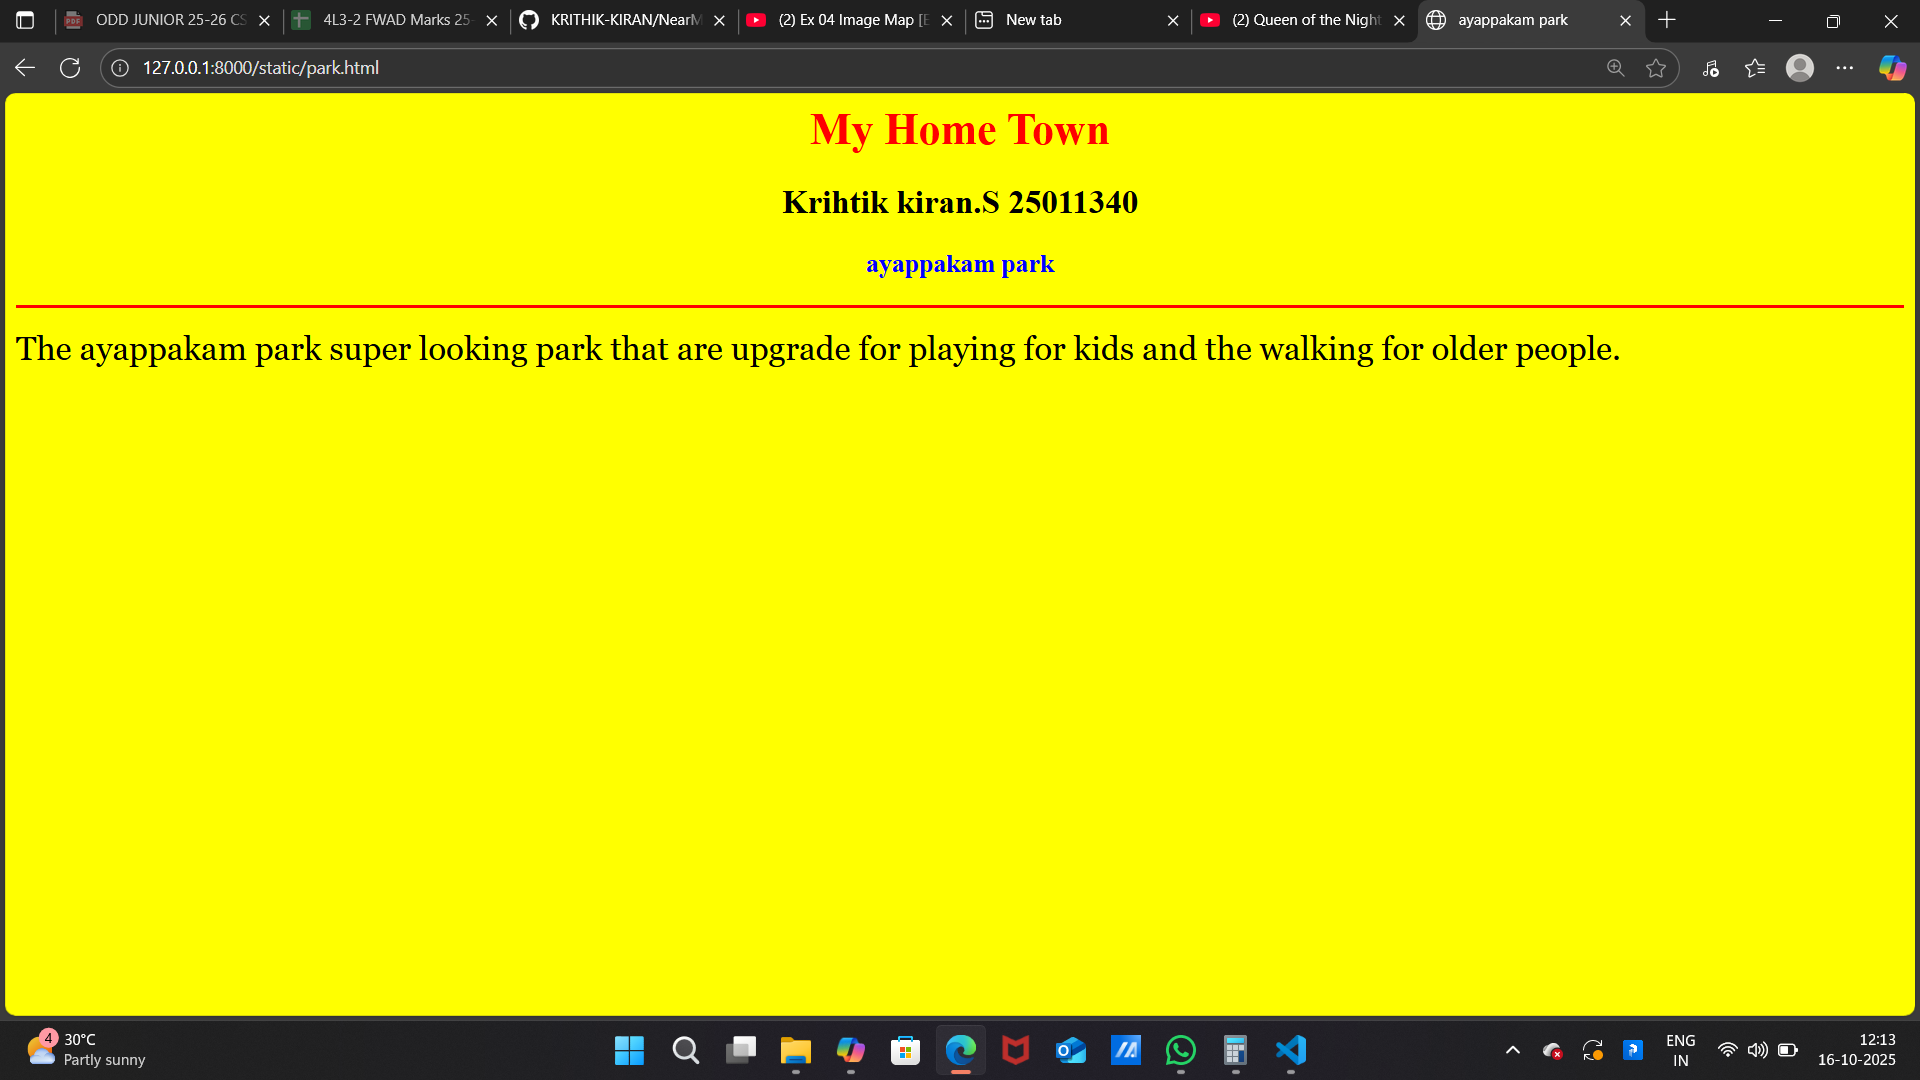 ODD JUNIOR 25-26 CS
4L3-2 FWAD Marks 25-
KRITHIK-KIRAN/NearM
(2) Ex 04 Image Map [E
New tab
(2) Queen of the Night
ayappakam park
127.0.0.1:8000/static/park.html
My Home Town
Krihtik kiran.S 25011340
ayappakam park
The ayappakam park super looking park that are upgrade for playing for kids and the walking for older people.
4
30°C
Partly sunny
ENG
IN
12:13
16-10-2025